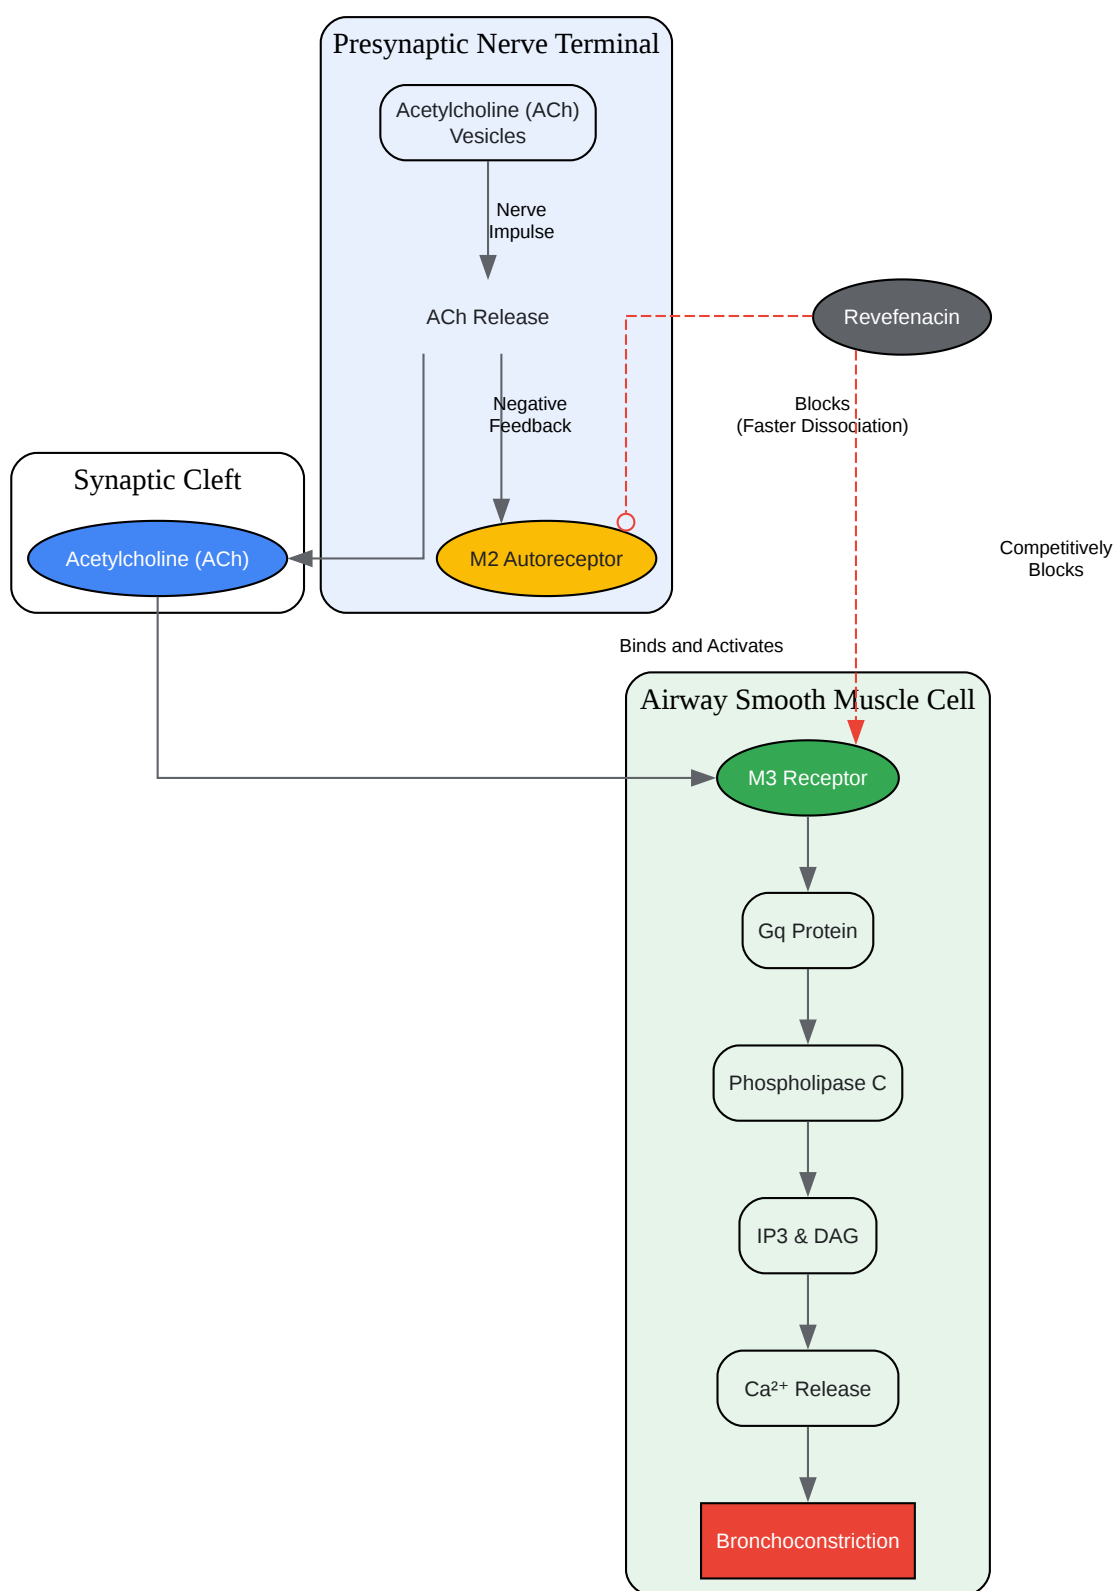 Presynaptic Nerve Terminal
Acetylcholine (ACh)
Vesicles
Nerve
Impulse
ACh Release
Revefenacin
Negative
Feedback
Blocks
(Faster Dissociation)
Synaptic Cleft
Acetylcholine (ACh)
M2 Autoreceptor
Competitively
Blocks
Binds and Activates
Airway Smooth Muscle Cell
M3 Receptor
Gq Protein
Phospholipase C
IP3 & DAG
Ca²⁺ Release
Bronchoconstriction